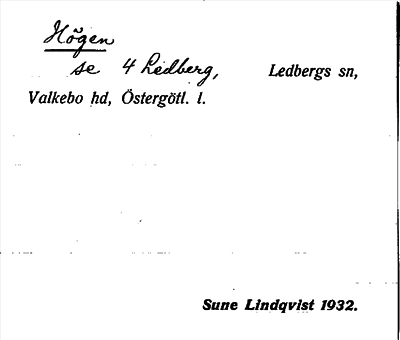 Högen
se 4 Ledberg, Ledbergs sn,
Valkebo hd, Östergötl. l.
Sune Lindqvist 1932.